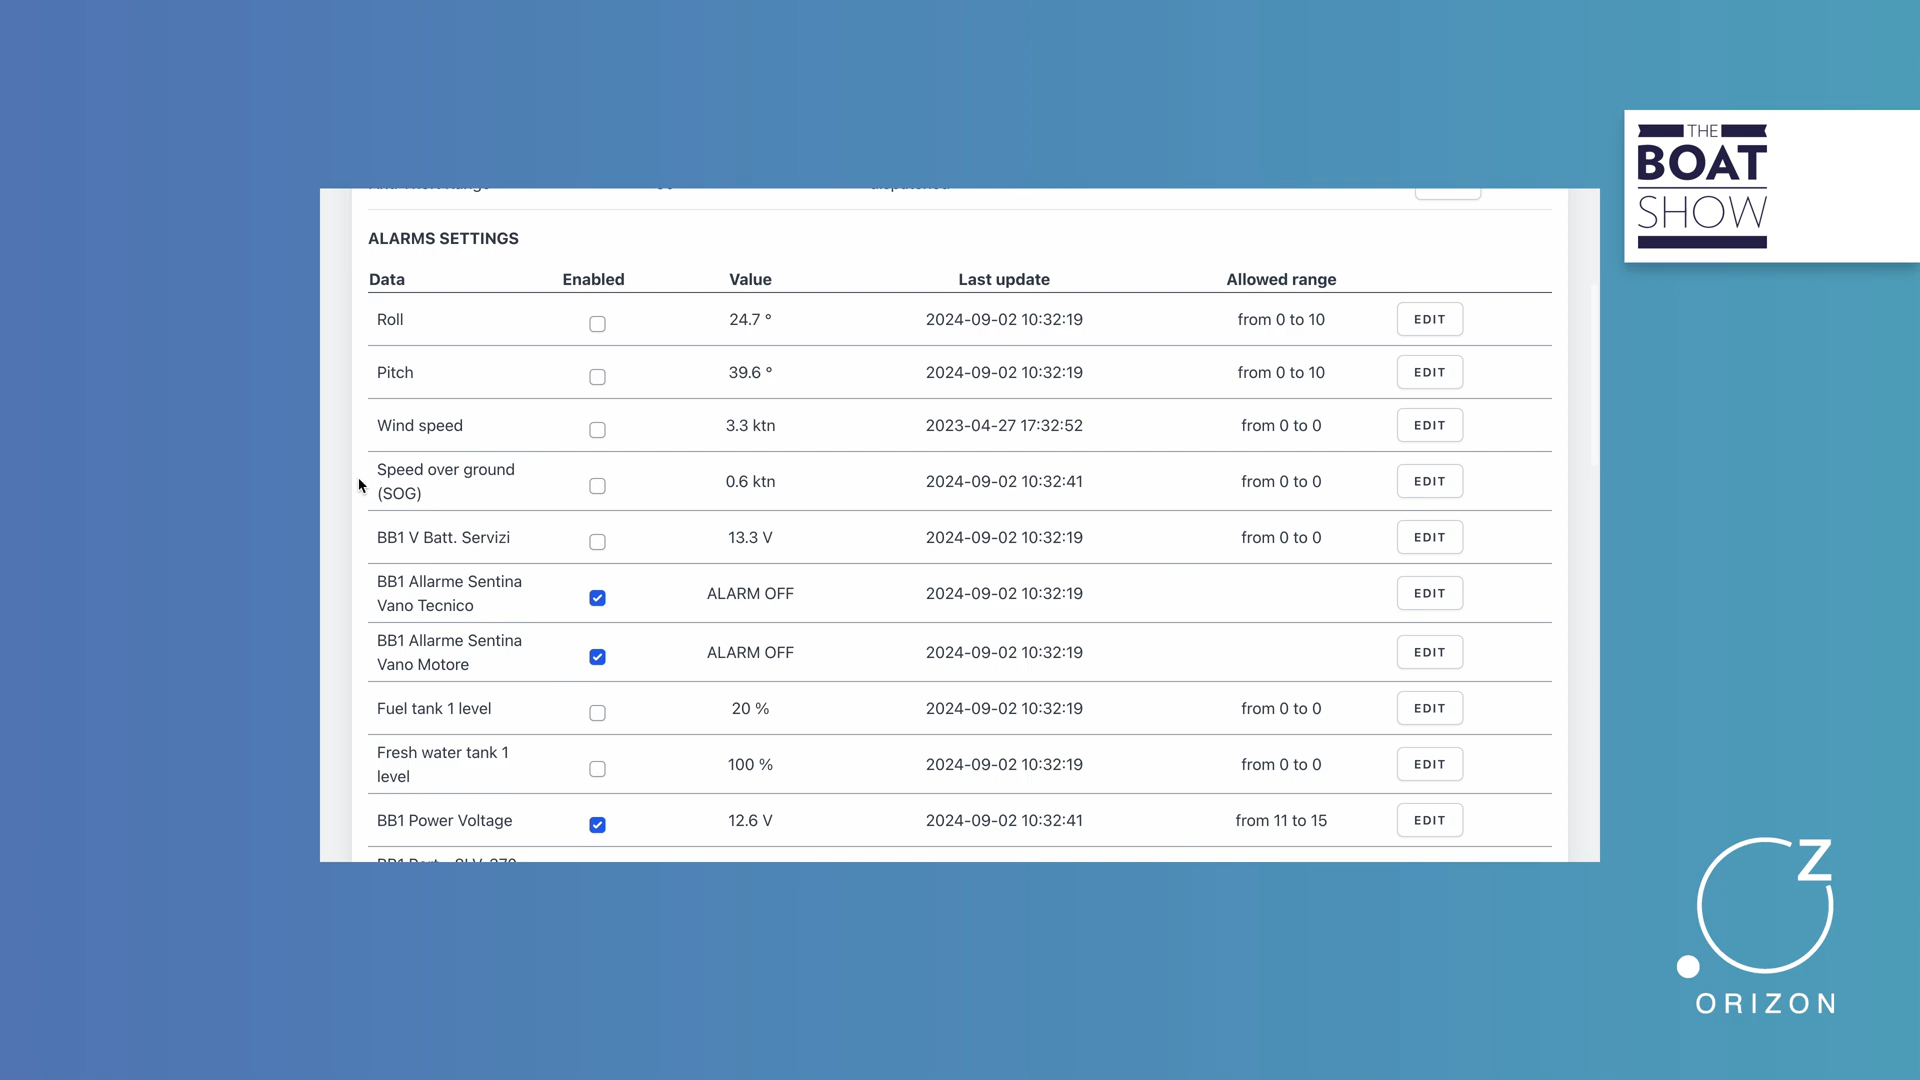 THE
BOAT
SHOW
ALARMS SETTINGS
Data Enabled Value Last update Allowed range
Roll 24.7 ° 2024-09-02 10:32:19 from 0 to 10 EDIT
Pitch 39.6 ° 2024-09-02 10:32:19 from 0 to 10 EDIT
Wind speed 3.3 ktn 2023-04-27 17:32:52 from 0 to 0 EDIT
Speed over ground
(SOG) 0.6 ktn 2024-09-02 10:32:41 from 0 to 0 EDIT
BB1 V Batt. Servizi 13.3 V 2024-09-02 10:32:19 from 0 to 0 EDIT
BB1 Allarme Sentina
Vano Tecnico ALARM OFF 2024-09-02 10:32:19 EDIT
BB1 Allarme Sentina
Vano Motore ALARM OFF 2024-09-02 10:32:19 EDIT
Fuel tank 1 level 20 % 2024-09-02 10:32:19 from 0 to 0 EDIT
Fresh water tank 1
level 100 % 2024-09-02 10:32:19 from 0 to 0 EDIT
BB1 Power Voltage 12.6 V 2024-09-02 10:32:41 from 11 to 15 EDIT
Z
ORIZON